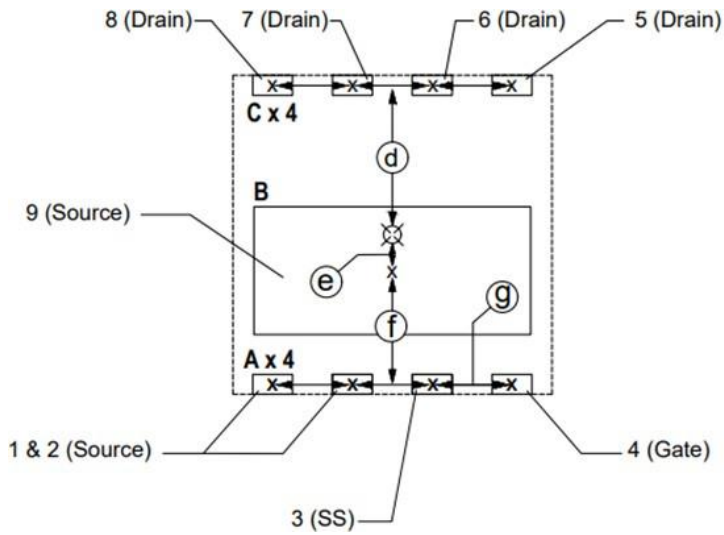 8 (Drain)
7 (Drain)
6 (Drain)
5 (Drain)
x x x x
C x 4
d
B
9 (Source)
e
x
g
f
A x 4
x x x x
1 & 2 (Source)
4 (Gate)
3 (SS)